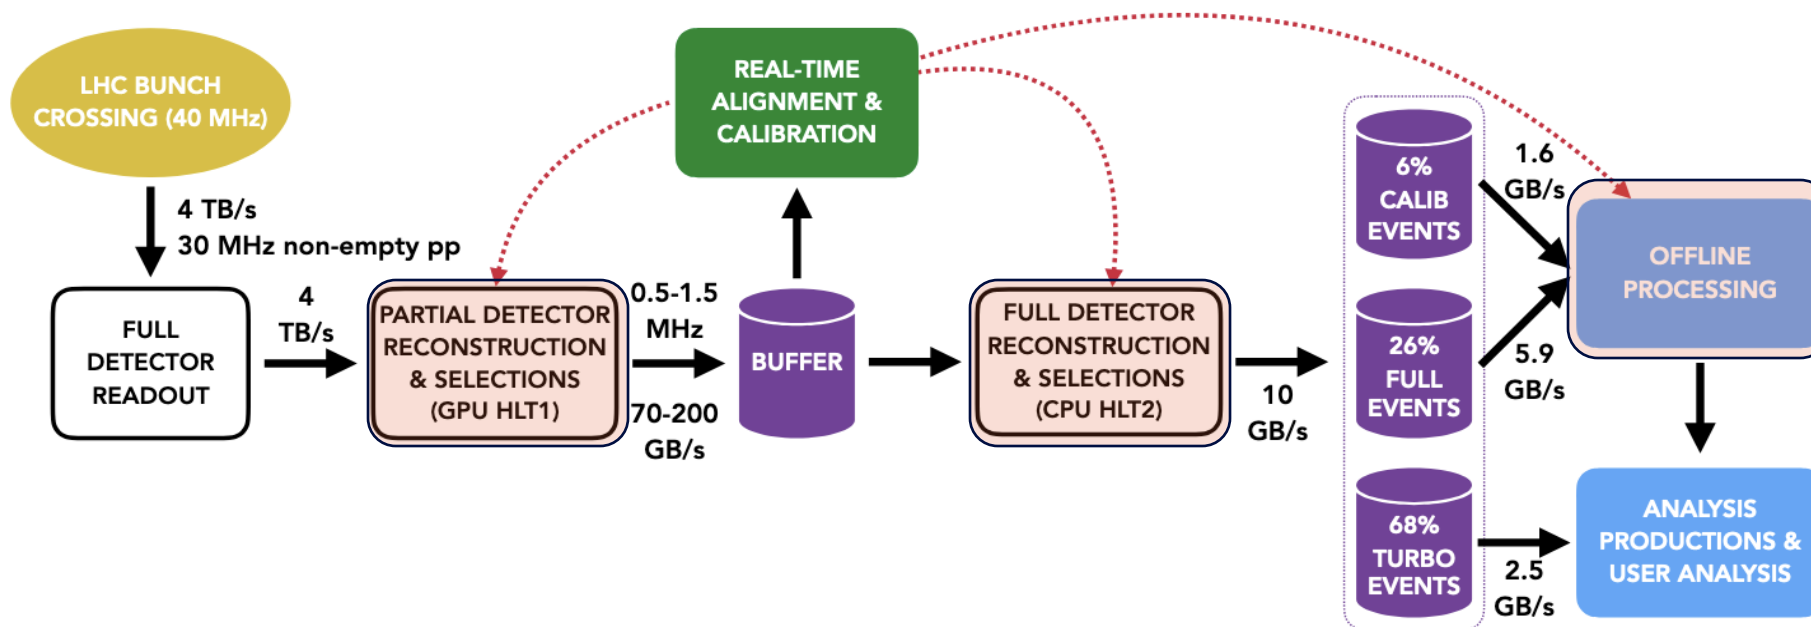 LHC BUNCH
CROSSING (40 MHz)
4 TB/s
30 MHz non-empty pp
FULL
DETECTOR
READOUT
4
TB/s
PARTIAL DETECTOR
RECONSTRUCTION
& SELECTIONS
(GPU HLT1)
0.5-1.5
MHz
70-200
GB/s
REAL-TIME
ALIGNMENT &
CALIBRATION
BUFFER
FULL DETECTOR
RECONSTRUCTION
& SELECTIONS
(CPU HLT2)
10
GB/s
6%
CALIB
EVENTS
26%
FULL
EVENTS
68%
TURBO
EVENTS
1.6
GB/s
5.9
GB/s
2.5
GB/s
OFFLINE
PROCESSING
ANALYSIS
PRODUCTIONS &
USER ANALYSIS